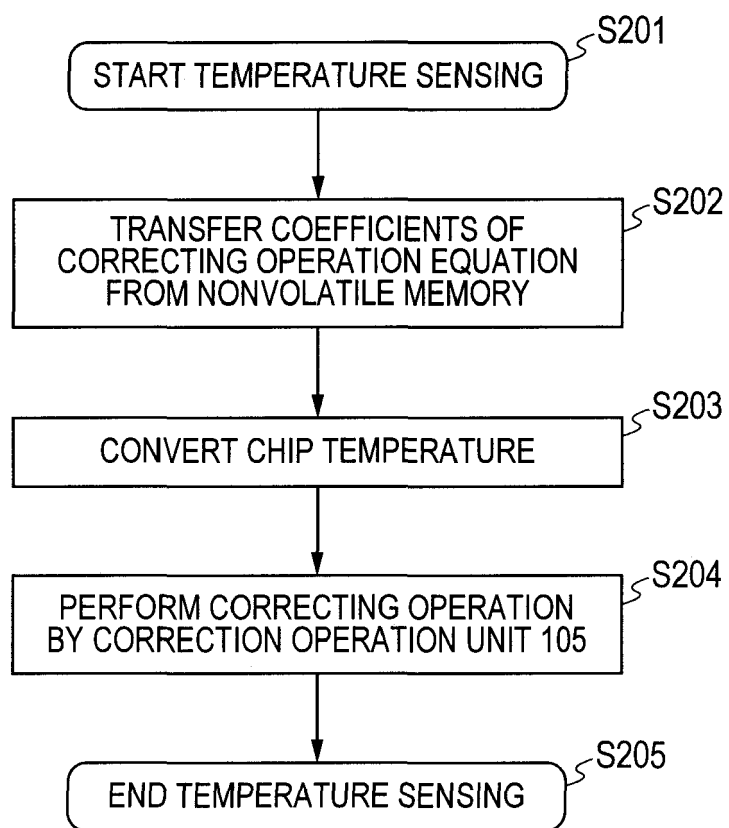 S201
START TEMPERATURE SENSING
S202
TRANSFER COEFFICIENTS OF
CORRECTING OPERATION EQUATION
FROM NONVOLATILE MEMORY
S203
CONVERT CHIP TEMPERATURE
S204
PERFORM CORRECTING OPERATION
BY CORRECTION OPERATION UNIT 105
S205
END TEMPERATURE SENSING